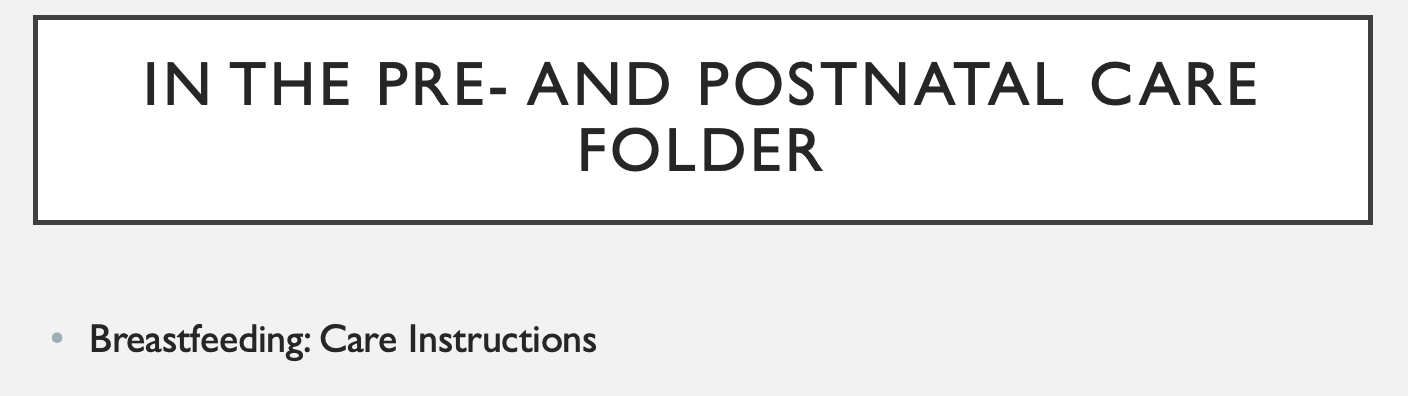 IN THE PRE- AND POSTNATAL CARE
FOLDER
• Breastfeeding: Care Instructions